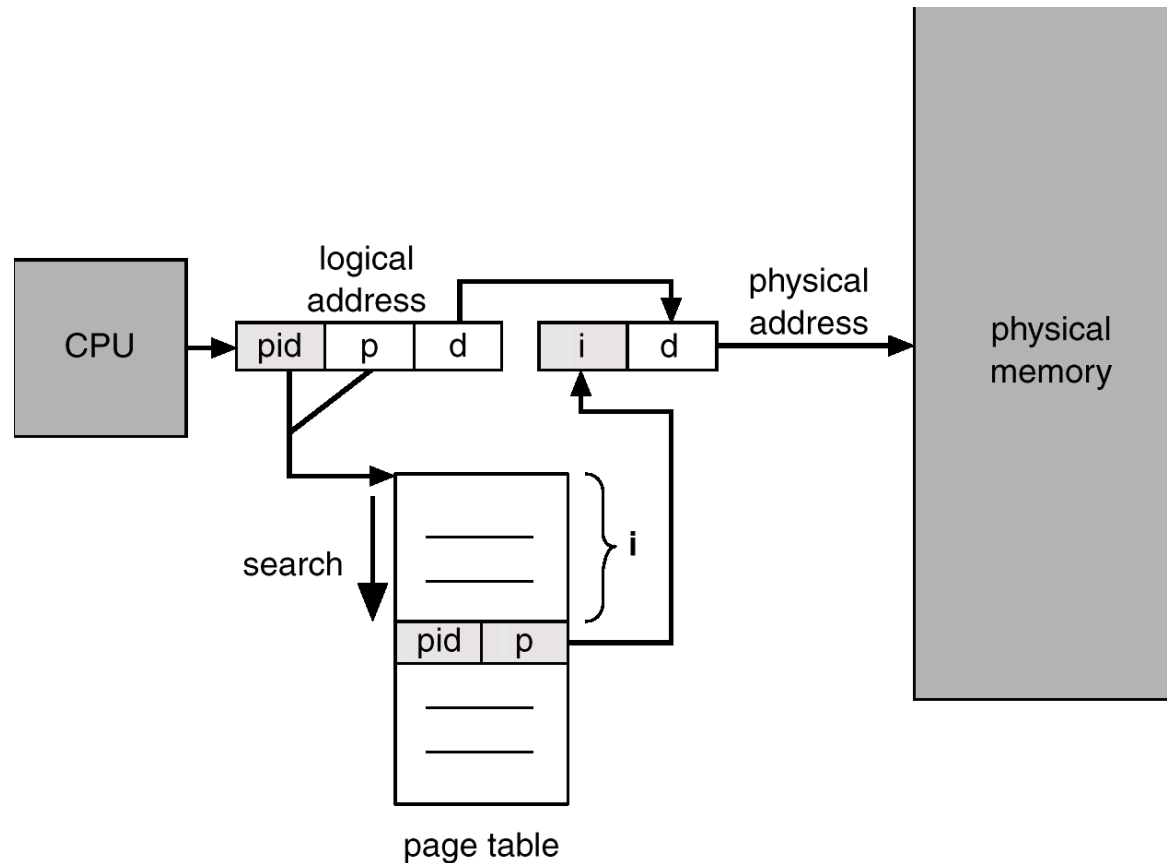 logical
address
physical
address
CPU
pid
p
d
i
d
physical
memory
search
i
pid
p
page table